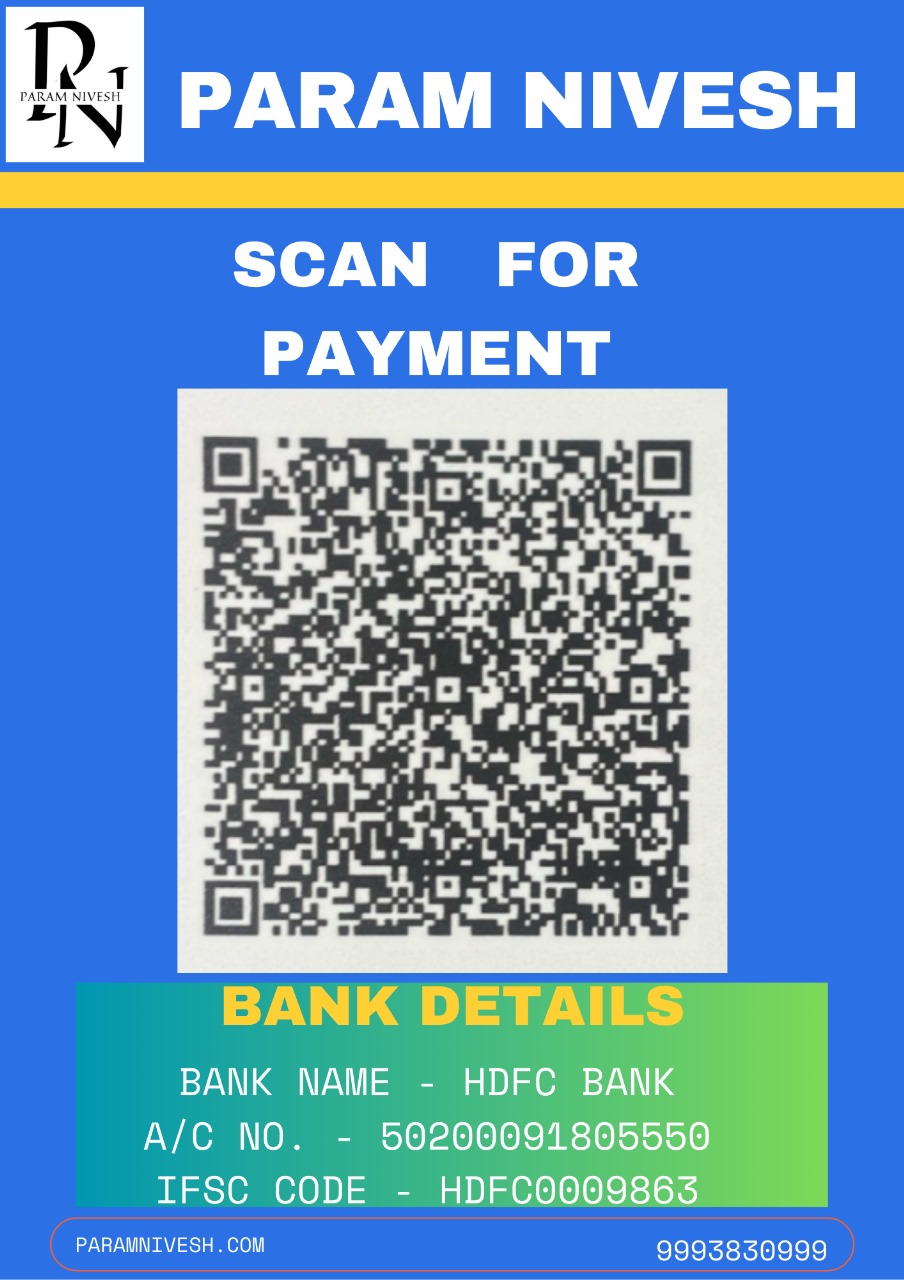 PARAM NIVESH
PARAM NIVESH
SCAN FOR
PAYMENT
BANK DETAILS
BANK NAME - HDFC BANK
A/C NO. - 50200091805550
IFSC CODE - HDFC0009863
PARAMNIVESH.COM
9993830999